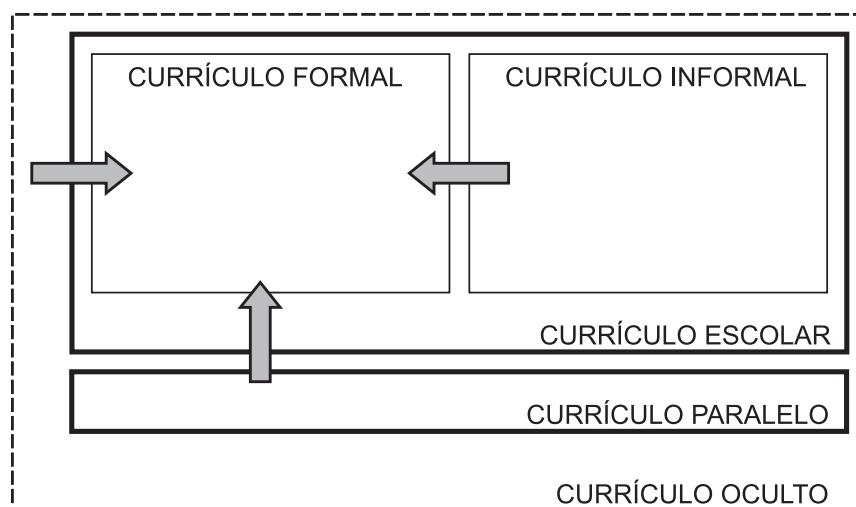 CURRÍCULO FORMAL
CURRÍCULO INFORMAL
CURRÍCULO ESCOLAR
CURRÍCULO PARALELO
CURRÍCULO OCULTO